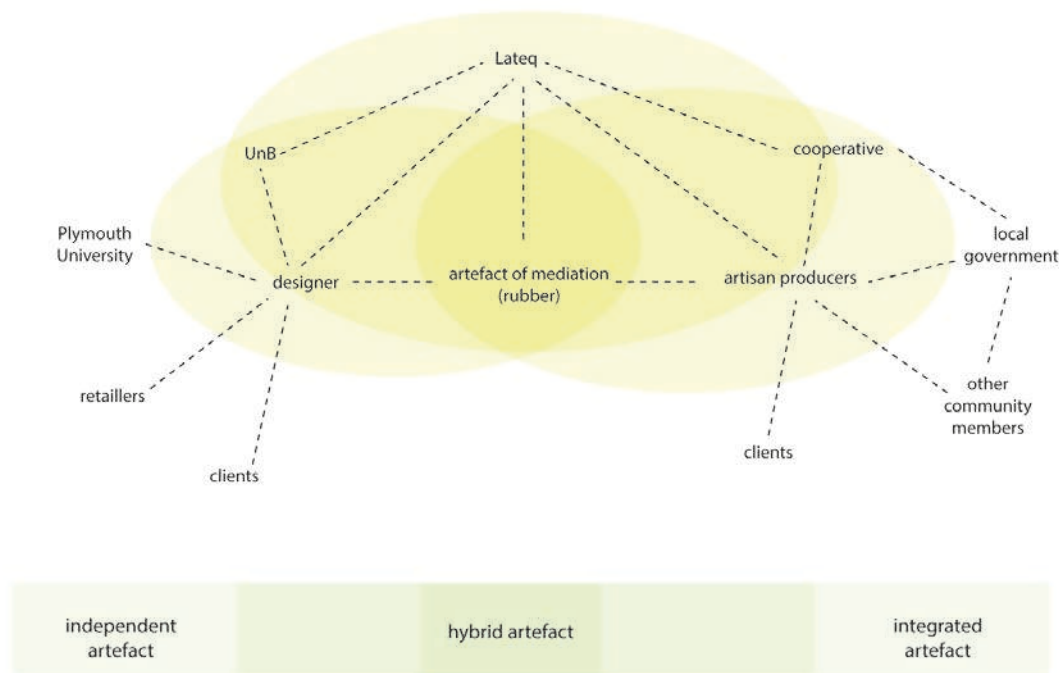 Lateq
UnB
cooperative
Plymouth
University
local
government
designer
artefact of mediation
(rubber)
artisan producers
retaillers
other
community
members
clients
clients
independent
artefact
hybrid artefact
integrated
artefact